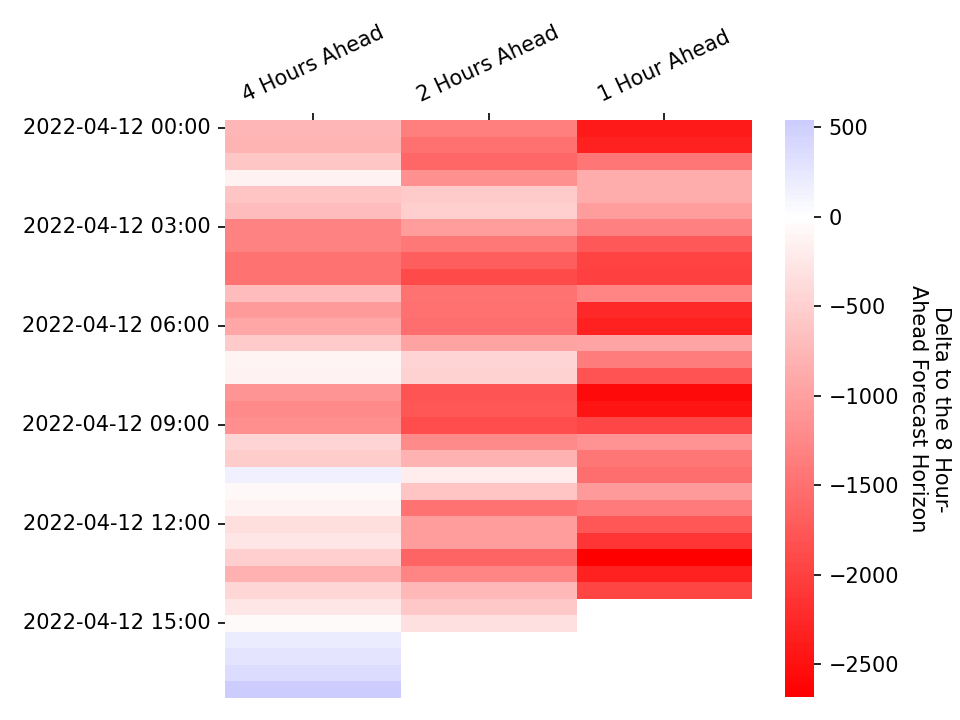 4 Hours Ahead
2 Hours Ahead
1 Hour Ahead
2022-04-12 00:00
2022-04-12 03:00
2022-04-12 06:00
2022-04-12 09:00
2022-04-12 12:00
2022-04-12 15:00
500
0
−500
−1000
−1500
−2000
−2500
Delta to the 8 Hour-
Ahead Forecast Horizon